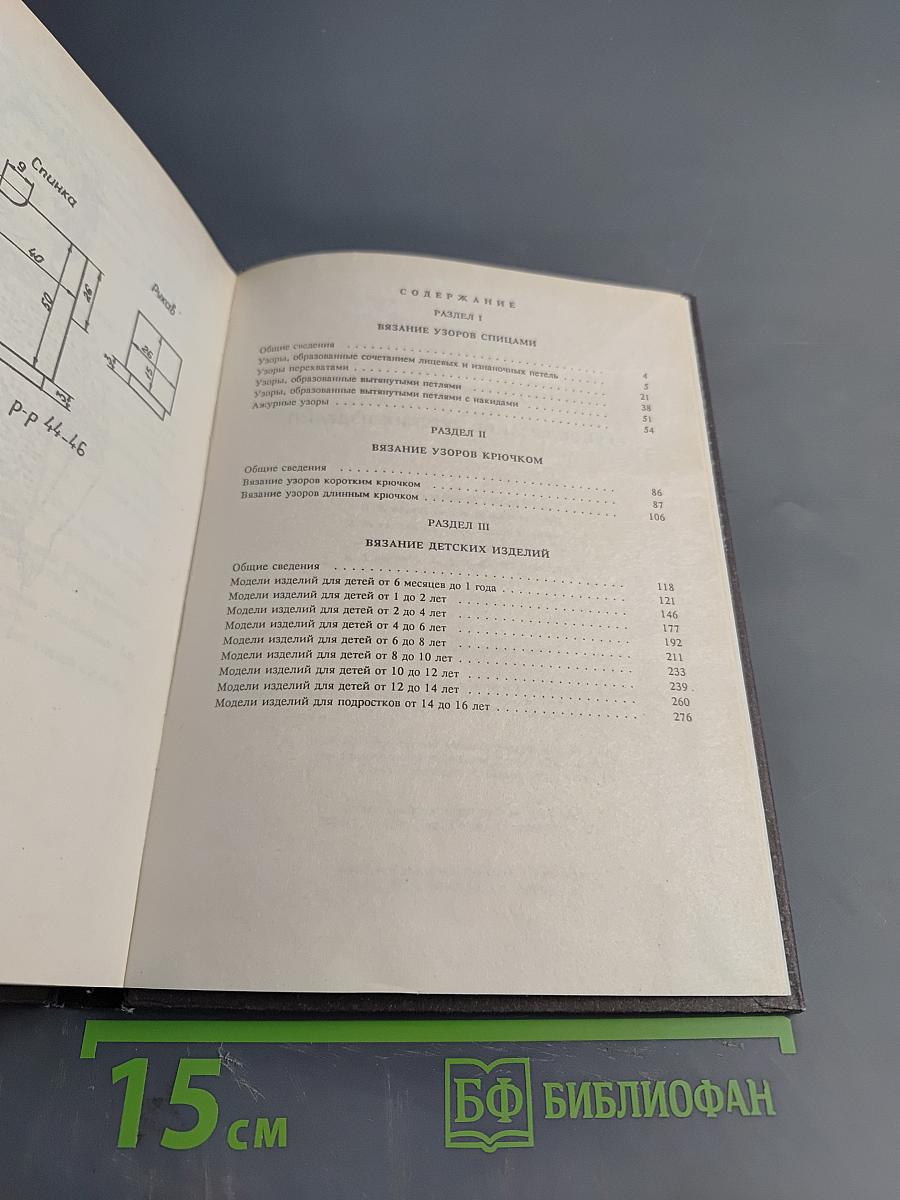 Спинка
9
40
50
26
3
р-р 44-46
Рукав
26
15
3
СОДЕРЖАНИЕ
РАЗДЕЛ I
ВЯЗАНИЕ УЗОРОВ СПИЦАМИ
Общие сведения . . . 4
Узоры, образованные сочетанием лицевых и изнаночных петель . . . 5
Узоры перехватами . . . 21
Узоры, образованные вытянутыми петлями . . . 38
Узоры, образованные вытянутыми петлями с накидами . . . 51
Ажурные узоры . . . 54
РАЗДЕЛ II
ВЯЗАНИЕ УЗОРОВ КРЮЧКОМ
Общие сведения . . . 86
Вязание узоров коротким крючком . . . 87
Вязание узоров длинным крючком . . . 106
РАЗДЕЛ III
ВЯЗАНИЕ ДЕТСКИХ ИЗДЕЛИЙ
Общие сведения . . . 118
Модели изделий для детей от 6 месяцев до 1 года . . . 121
Модели изделий для детей от 1 до 2 лет . . . 146
Модели изделий для детей от 2 до 4 лет . . . 177
Модели изделий для детей от 4 до 6 лет . . . 192
Модели изделий для детей от 6 до 8 лет . . . 211
Модели изделий для детей от 8 до 10 лет . . . 233
Модели изделий для детей от 10 до 12 лет . . . 239
Модели изделий для детей от 12 до 14 лет . . . 260
Модели изделий для подростков от 14 до 16 лет . . . 276
15 см
БФ БИБЛИОФАН